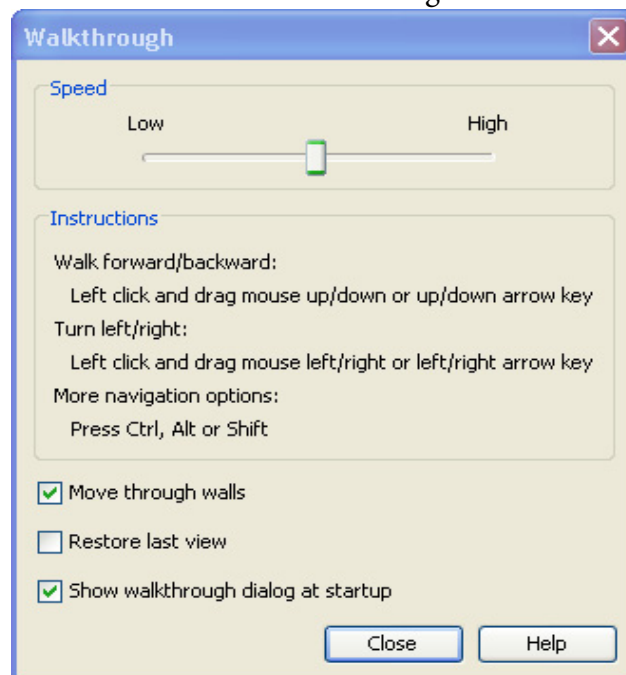 Walkthrough
Speed
Low High
Instructions
Walk forward/backward:
Left click and drag mouse up/down or up/down arrow key
Turn left/right:
Left click and drag mouse left/right or left/right arrow key
More navigation options:
Press Ctrl, Alt or Shift
Move through walls
Restore last view
Show walkthrough dialog at startup
Close Help